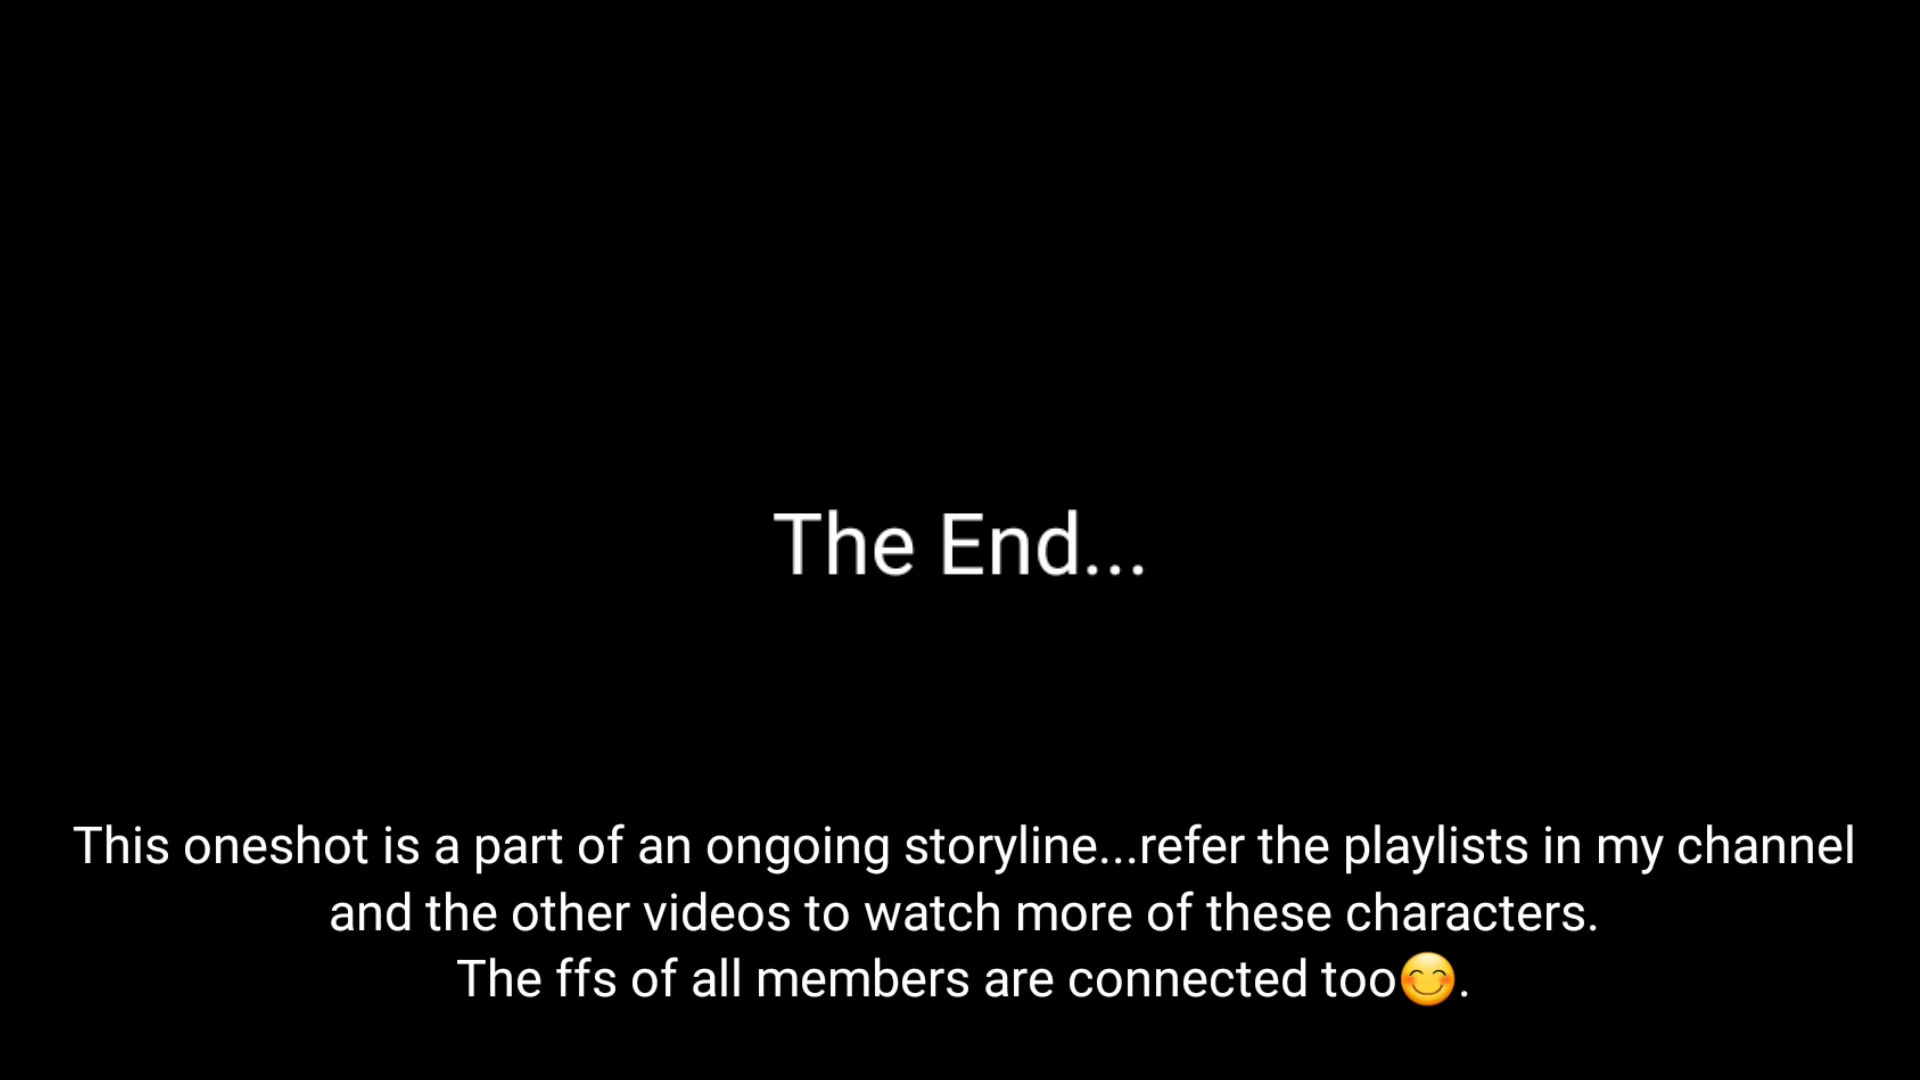 The End...
This oneshot is a part of an ongoing storyline...refer the playlists in my channel
and the other videos to watch more of these characters.
The ffs of all members are connected too😊.